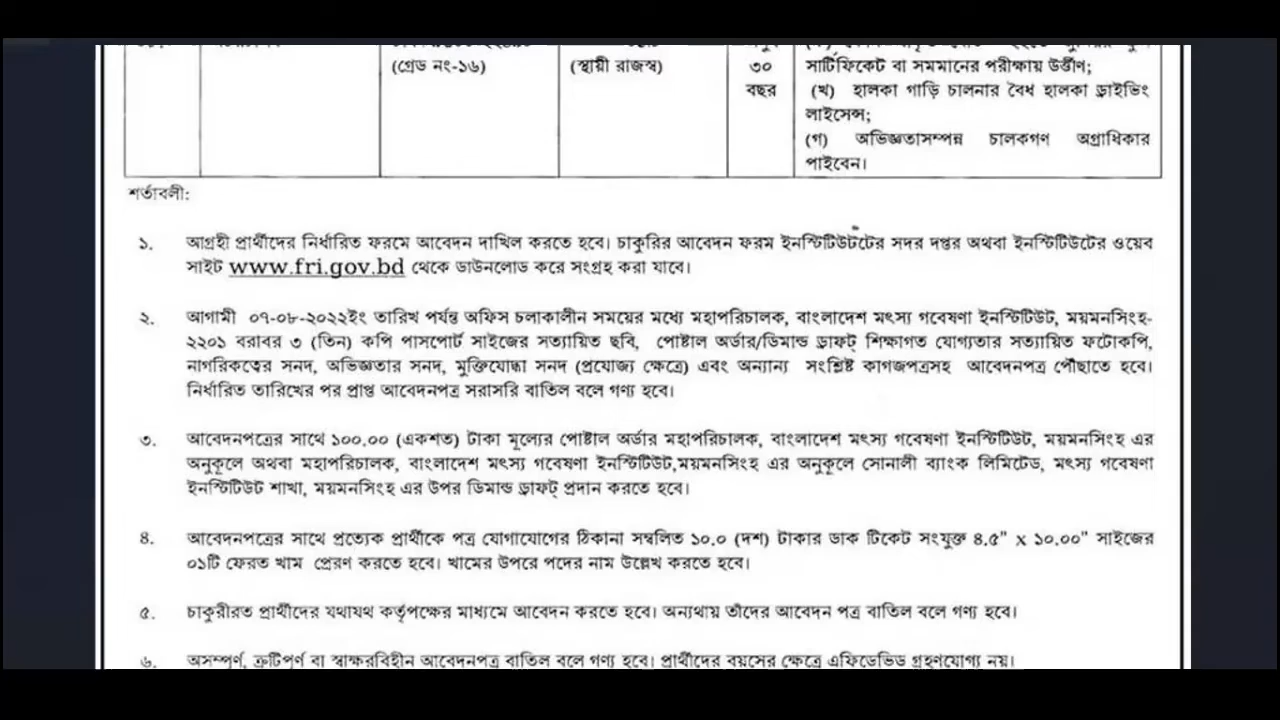 (গ্রেড নং-১৬)
(স্থায়ী রাজস্ব)
৩০
বছর
সার্টিফিকেট বা সমমানের পরীক্ষায় উর্ত্তীণ;
(খ) হালকা গাড়ি চালনার বৈধ হালকা ড্রাইভিং
লাইসেন্স;
(গ) অভিজ্ঞতাসম্পন্ন চালকগণ অগ্রাধিকার
পাইবেন।
শর্তাবলী:
১. আগ্রহী প্রার্থীদের নির্ধারিত ফরমে আবেদন দাখিল করতে হবে। চাকুরির আবেদন ফরম ইনস্টিটিউটটের সদর দপ্তর অথবা ইনস্টিটিউটের ওয়েব
সাইট www.fri.gov.bd থেকে ডাউনলোড করে সংগ্রহ করা যাবে।
২. আগামী ০৭-০৮-২০২২ইং তারিখ পর্যন্ত অফিস চলাকালীন সময়ের মধ্যে মহাপরিচালক, বাংলাদেশ মৎস্য গবেষণা ইনস্টিটিউট, ময়মনসিংহ-
২২০১ বরাবর ৩ (তিন) কপি পাসপোর্ট সাইজের সত্যায়িত ছবি, পোষ্টাল অর্ডার/ডিমান্ড ড্রাফট্ শিক্ষাগত যোগ্যতার সত্যায়িত ফটোকপি,
নাগরিকত্বের সনদ, অভিজ্ঞতার সনদ, মুক্তিযোদ্ধা সনদ (প্রযোজ্য ক্ষেত্রে) এবং অন্যান্য সংশ্লিষ্ট কাগজপত্রসহ আবেদনপত্র পৌঁছাতে হবে।
নির্ধারিত তারিখের পর প্রাপ্ত আবেদনপত্র সরাসরি বাতিল বলে গণ্য হবে।
৩. আবেদনপত্রের সাথে ১০০.০০ (একশত) টাকা মূল্যের পোষ্টাল অর্ডার মহাপরিচালক, বাংলাদেশ মৎস্য গবেষণা ইনস্টিটিউট, ময়মনসিংহ এর
অনুকূলে অথবা মহাপরিচালক, বাংলাদেশ মৎস্য গবেষণা ইনস্টিটিউট,ময়মনসিংহ এর অনুকূলে সোনালী ব্যাংক লিমিটেড, মৎস্য গবেষণা
ইনস্টিটিউট শাখা, ময়মনসিংহ এর উপর ডিমান্ড ড্রাফট্ প্রদান করতে হবে।
৪. আবেদনপত্রের সাথে প্রত্যেক প্রার্থীকে পত্র যোগাযোগের ঠিকানা সম্বলিত ১০.০ (দশ) টাকার ডাক টিকেট সংযুক্ত ৪.৫" x ১০.০০" সাইজের
০১টি ফেরত খাম প্রেরণ করতে হবে। খামের উপরে পদের নাম উল্লেখ করতে হবে।
৫. চাকুরীরত প্রার্থীদের যথাযথ কর্তৃপক্ষের মাধ্যমে আবেদন করতে হবে। অন্যথায় তাঁদের আবেদন পত্র বাতিল বলে গণ্য হবে।
৬. অসম্পূর্ণ, ত্রুটিপূর্ণ বা স্বাক্ষরবিহীন আবেদনপত্র বাতিল বলে গণ্য হবে। প্রার্থীদের বয়সের ক্ষেত্রে এফিডেভিড গ্রহণযোগ্য নয়।